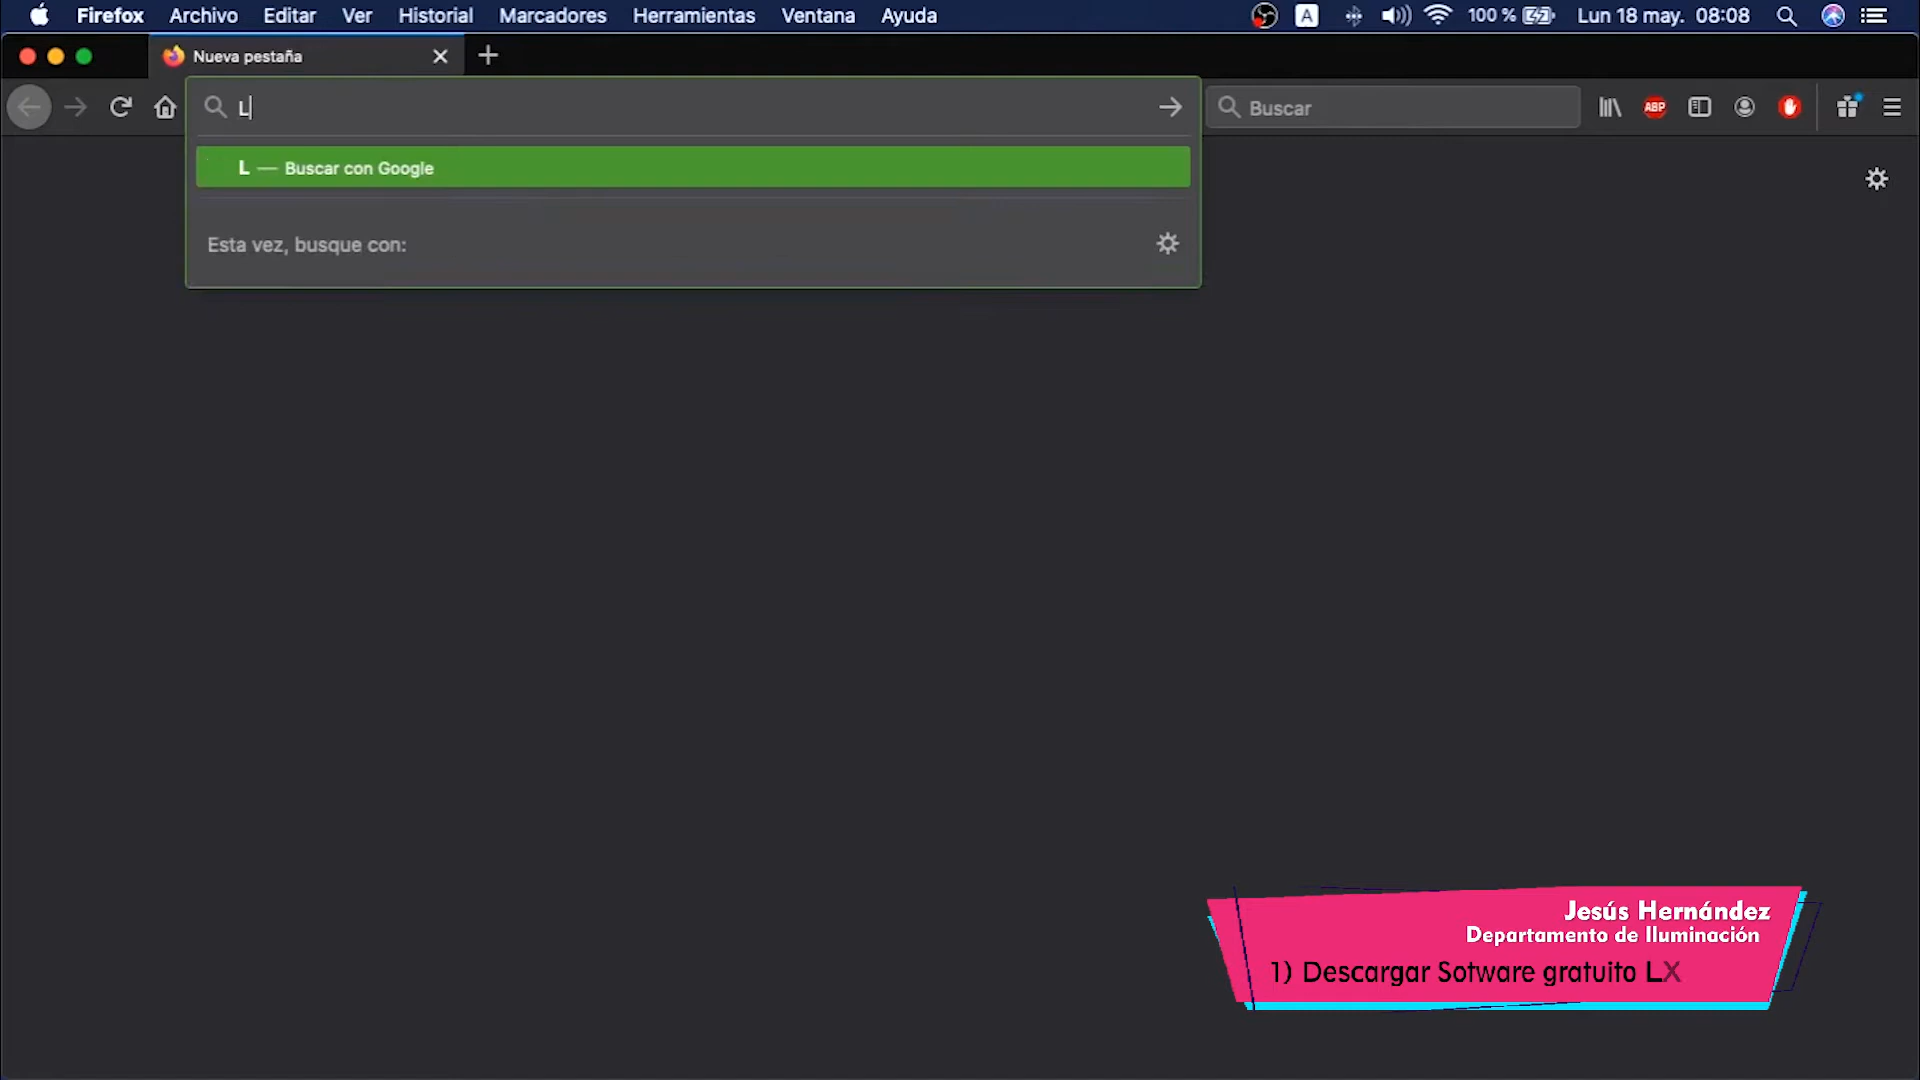 Firefox Archivo Editar Ver Historial Marcadores Herramientas Ventana Ayuda A 100 % Lun 18 may. 08:08
Nueva pestaña
L
Buscar
ABP
L — Buscar con Google
Esta vez, busque con:
Jesús Hernández
Departamento de Iluminación
1) Descargar Sotware gratuito LX